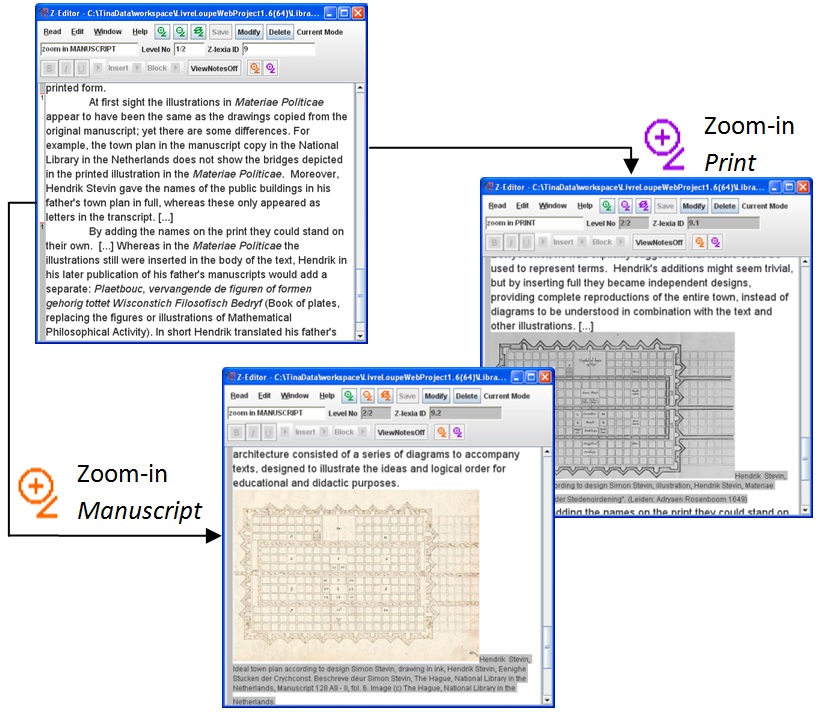 Z-Editor - C:\TinaData\workspace\LivreLoupeWebProject1.6(64)\Libra...
Read Edit Window Help Save Modify Delete Current Mode
zoom in MANUSCRIPT Level No 1/2 Z-lexia ID 9
B I U Insert Block ViewNotesOff
printed form.
1
At first sight the illustrations in Materiae Politicae
appear to have been the same as the drawings copied from the
original manuscript; yet there are some differences. For
example, the town plan in the manuscript copy in the National
Library in the Netherlands does not show the bridges depicted
in the printed illustration in the Materiae Politicae. Moreover,
Hendrik Stevin gave the names of the public buildings in his
father's town plan in full, whereas these only appeared as
letters in the transcript. [...]
1
By adding the names on the print they could stand on
their own. [...] Whereas in the Materiae Politicae the
illustrations still were inserted in the body of the text, Hendrik in
his later publication of his father's manuscripts would add a
separate: Plaetbouc, vervangende de figuren of formen
gehorig tottet Wisconstich Filosofisch Bedryf (Book of plates,
replacing the figures or illustrations of Mathematical
Philosophical Activity). In short Hendrik translated his father's
Zoom-in
Print
Z-Editor - C:\TinaData\workspace\LivreLoupeWebProject1.6(64)\Libra...
Read Edit Window Help Save Modify Delete Current Mode
zoom in PRINT Level No 2/2 Z-lexia ID 9.1
B I U Insert Block ViewNotesOff
used to represent terms. Hendrik's additions might seem trivial,
but by inserting full they became independent designs,
providing complete reproductions of the entire town, instead of
diagrams to be understood in combination with the text and
other illustrations. [...]
Hendrik Stevin,
ording to design Simon Stevin, illustration, Hendrik Stevin, Materiae
der Stedenoirdening". (Leiden: Adryaen Rosenboom 1649)
dding the names on the print they could stand on
Zoom-in
Manuscript
Z-Editor - C:\TinaData\workspace\LivreLoupeWebProject1.6(64)\Libra...
Read Edit Window Help Save Modify Delete Current Mode
zoom in MANUSCRIPT Level No 2/2 Z-lexia ID 9.2
B I U Insert Block ViewNotesOff
architecture consisted of a series of diagrams to accompany
texts, designed to illustrate the ideas and logical order for
educational and didactic purposes.
Hendrik Stevin,
Ideal town plan according to design Simon Stevin, drawing in ink, Hendrik Stevin, Eenighe
Stucken der Crychconst. Beschreve deur Simon Stevin, The Hague, National Library in the
Netherlands, Manuscript 128 A9 - II, fol. 6. Image (c) The Hague, National Library in the
Netherlands.